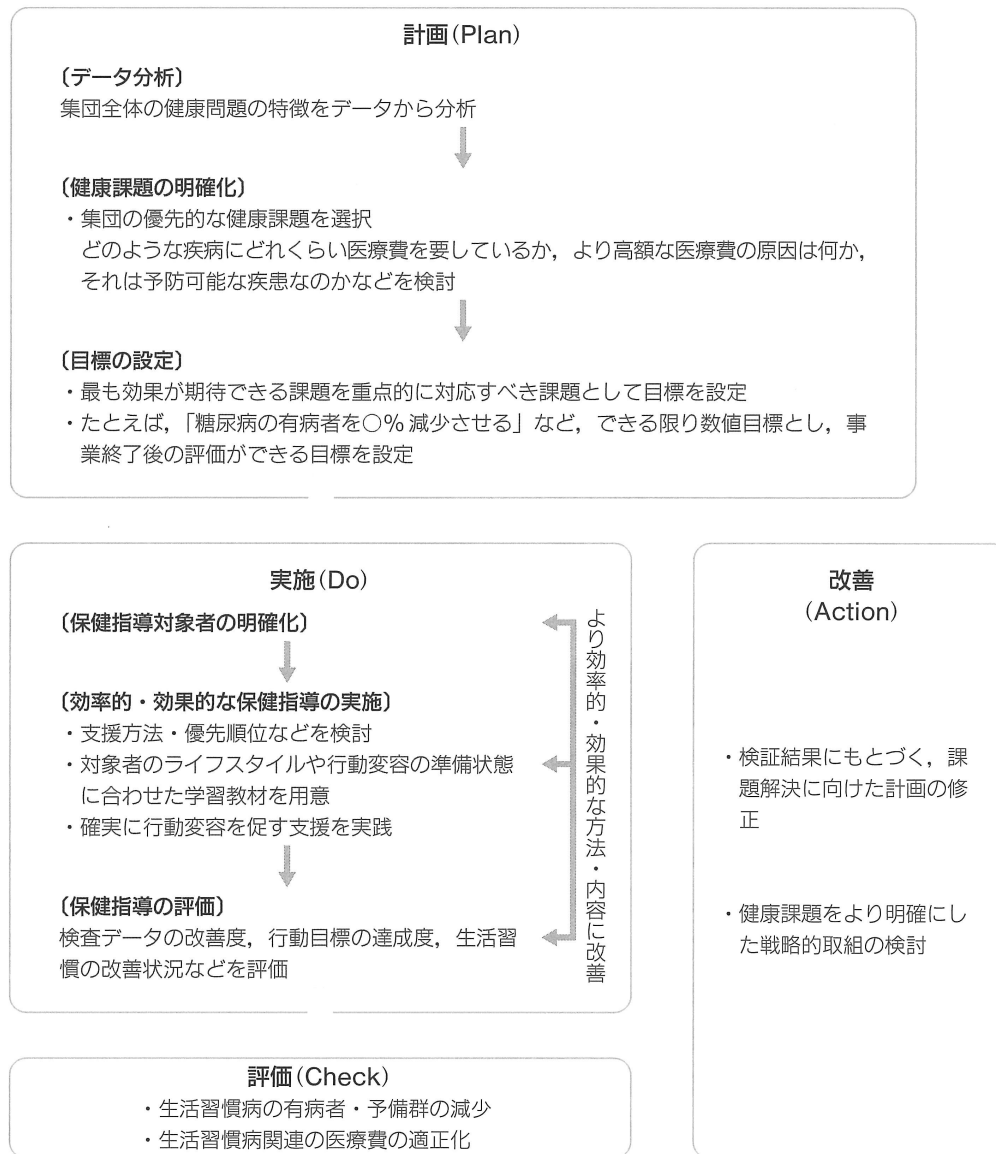 計画(Plan)
〔データ分析〕
集団全体の健康問題の特徴をデータから分析
〔健康課題の明確化〕
・集団の優先的な健康課題を選択
どのような疾病にどれくらい医療費を要しているか，より高額な医療費の原因は何か，
それは予防可能な疾患なのかなどを検討
〔目標の設定〕
・最も効果が期待できる課題を重点的に対応すべき課題として目標を設定
・たとえば，「糖尿病の有病者を○% 減少させる」など，できる限り数値目標とし，事
業終了後の評価ができる目標を設定
実施(Do)
〔保健指導対象者の明確化〕
〔効率的・効果的な保健指導の実施〕
・支援方法・優先順位などを検討
・対象者のライフスタイルや行動変容の準備状態
に合わせた学習教材を用意
・確実に行動変容を促す支援を実践
〔保健指導の評価〕
検査データの改善度，行動目標の達成度，生活習
慣の改善状況などを評価
より効率的・効果的な方法・内容に改善
改善
(Action)
・検証結果にもとづく，課
題解決に向けた計画の修
正
・健康課題をより明確にし
た戦略的取組の検討
評価(Check)
・生活習慣病の有病者・予備群の減少
・生活習慣病関連の医療費の適正化